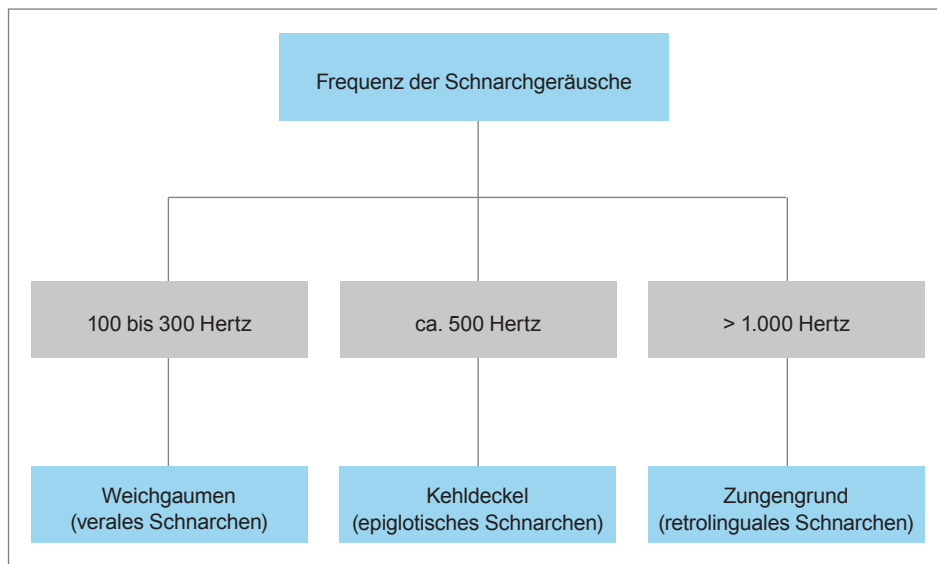 Frequenz der Schnarchgeräusche
100 bis 300 Hertz
ca. 500 Hertz
> 1.000 Hertz
Weichgaumen
(verales Schnarchen)
Kehldeckel
(epiglotisches Schnarchen)
Zungengrund
(retrolinguales Schnarchen)